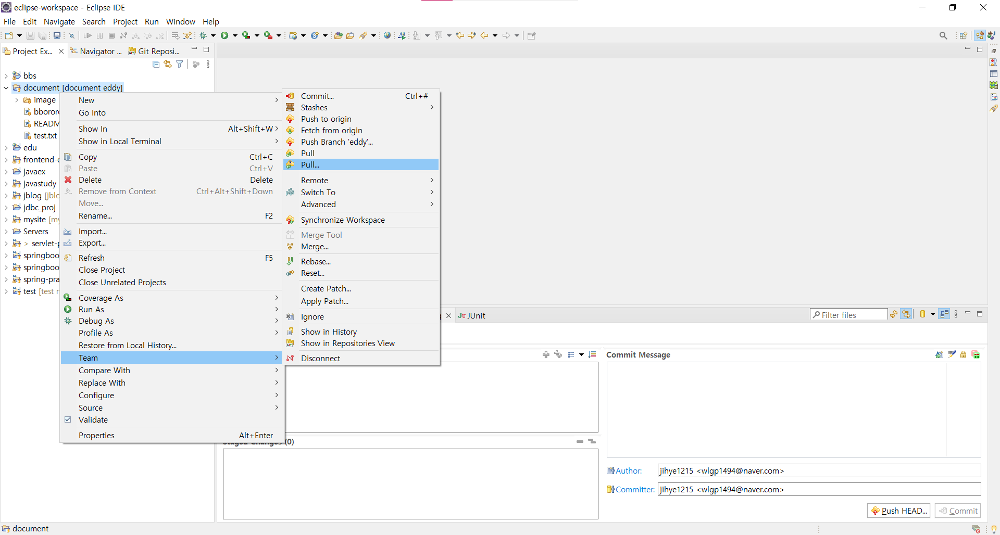 eclipse-workspace - Eclipse IDE
File Edit Navigate Search Project Run Window Help
Project Ex... Navigator ... Git Reposi...
bbs
document [document eddy]
image
READM
test.txt
edu
javaex
javastudy
jblog
jdbc_proj
mysite
Servers
> servlet-p
springboo
springboo
spring-pra
test [test
New
Go Into
Show In Alt+Shift+W
Show in Local Terminal
Copy Ctrl+C
Paste Ctrl+V
Delete Delete
Remove from Context Ctrl+Alt+Shift+Down
Move...
Rename... F2
Import...
Export...
Refresh F5
Close Project
Close Unrelated Projects
Coverage As
Run As
Debug As
Profile As
Restore from Local History...
Team
Compare With
Replace With
Configure
Source
Validate
Properties Alt+Enter
Commit... Ctrl+#
Stashes
Push to origin
Fetch from origin
Push Branch 'eddy'...
Pull
Pull...
Remote
Switch To
Advanced
Synchronize Workspace
Merge Tool
Merge...
Rebase...
Reset...
Create Patch...
Apply Patch...
Ignore
Show in History
Show in Repositories View
Disconnect
JUnit
Filter files
Staged Changes (0)
Commit Message
Author: jihye1215 <wlgp1494@naver.com>
Committer: jihye1215 <wlgp1494@naver.com>
Push HEAD... Commit
document